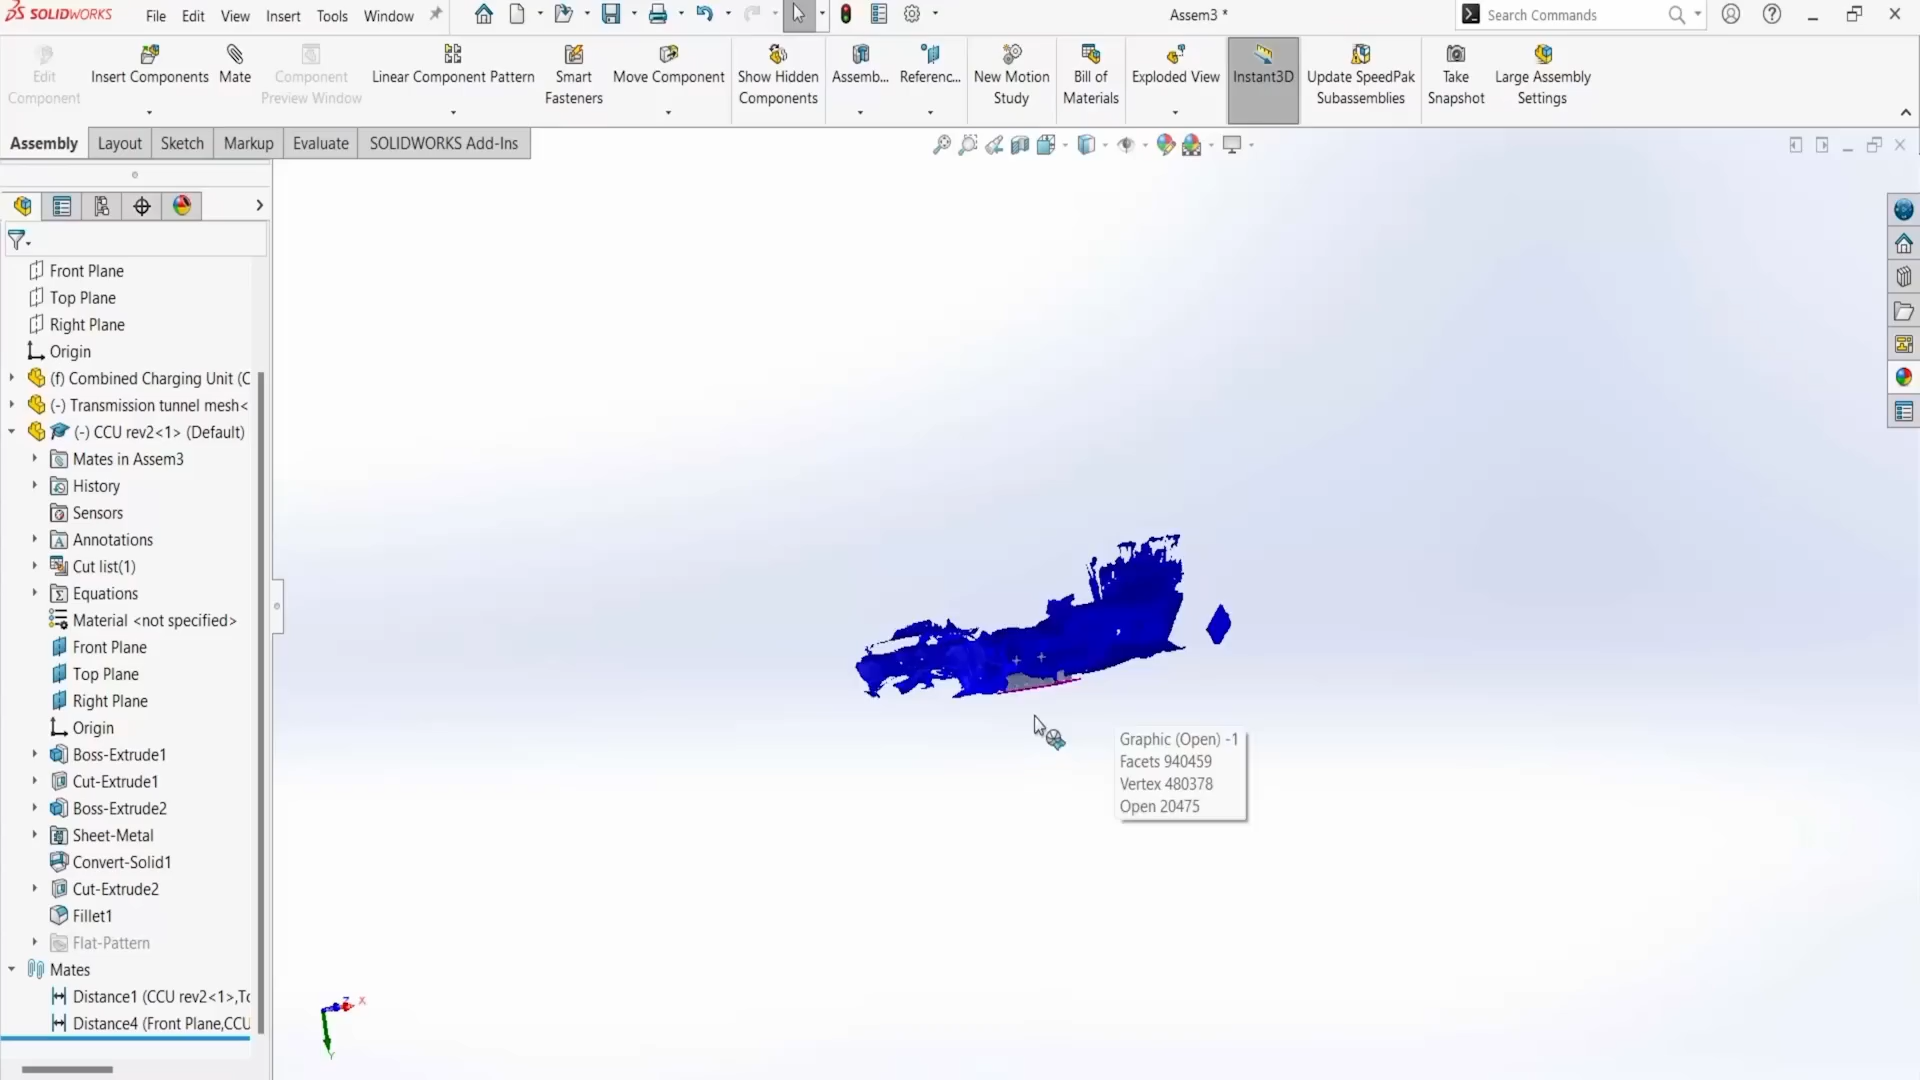 SOLIDWORKS
File Edit View Insert Tools Window
Assem3 *
Search Commands
Edit Component
Insert Components
Mate
Component Preview Window
Linear Component Pattern
Smart Fasteners
Move Component
Show Hidden Components
Assemb...
Referenc...
New Motion Study
Bill of Materials
Exploded View
Instant3D
Update SpeedPak Subassemblies
Take Snapshot
Large Assembly Settings
Assembly Layout Sketch Markup Evaluate SOLIDWORKS Add-Ins
Front Plane
Top Plane
Right Plane
Origin
(f) Combined Charging Unit (C
(-) Transmission tunnel mesh<
(-) CCU rev2<1> (Default)
Mates in Assem3
History
Sensors
Annotations
Cut list(1)
Equations
Material <not specified>
Front Plane
Top Plane
Right Plane
Origin
Boss-Extrude1
Cut-Extrude1
Boss-Extrude2
Sheet-Metal
Convert-Solid1
Cut-Extrude2
Fillet1
Flat-Pattern
Mates
Distance1 (CCU rev2<1>,To
Distance4 (Front Plane,CCU
Graphic (Open) -1
Facets 940459
Vertex 480378
Open 20475
Z X
Y